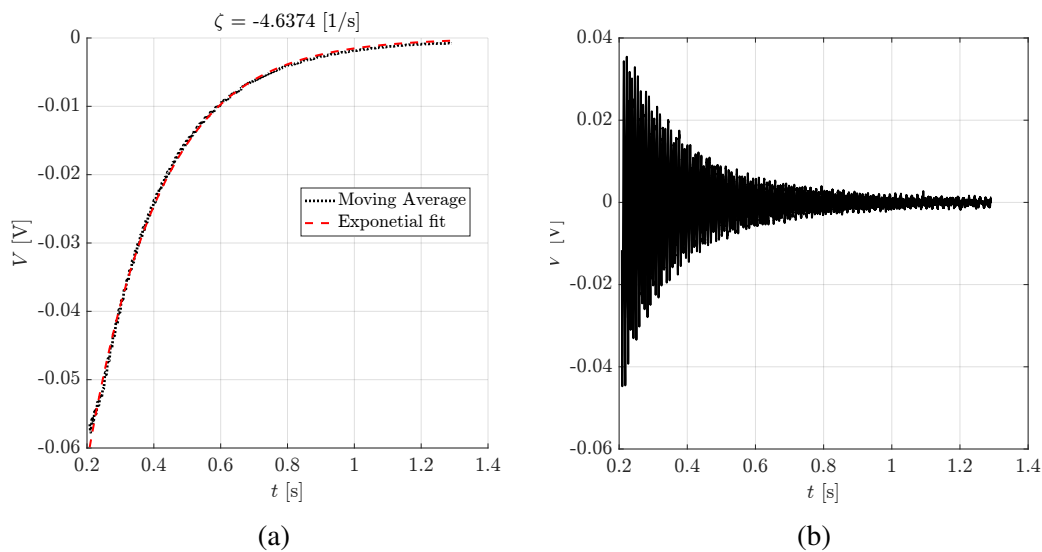 ζ = -4.6374 [1/s]
0
-0.01
-0.02
-0.03
-0.04
-0.05
-0.06
V [V]
0.2 0.4 0.6 0.8 1 1.2 1.4
t [s]
Moving Average
Exponetial fit
(a)
0.04
0.02
0
-0.02
-0.04
-0.06
V [V]
0.2 0.4 0.6 0.8 1.0 1.2 1.4
t [s]
(b)